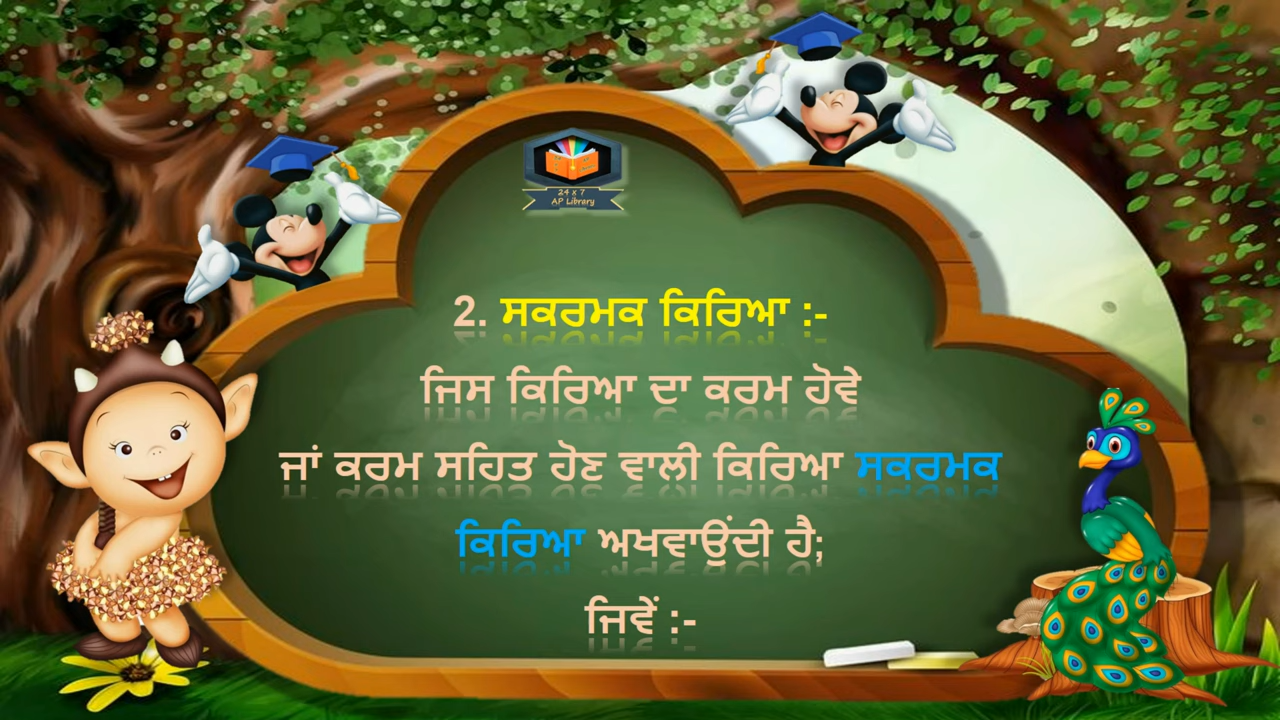 24 x 7
AP Library
2. ਸਕਰਮਕ ਕਿਰਿਆ :-
ਜਿਸ ਕਿਰਿਆ ਦਾ ਕਰਮ ਹੋਵੇ
ਜਾਂ ਕਰਮ ਸਹਿਤ ਹੋਣ ਵਾਲੀ ਕਿਰਿਆ ਸਕਰਮਕ
ਕਿਰਿਆ ਅਖਵਾਉਂਦੀ ਹੈ;
ਜਿਵੇਂ :-